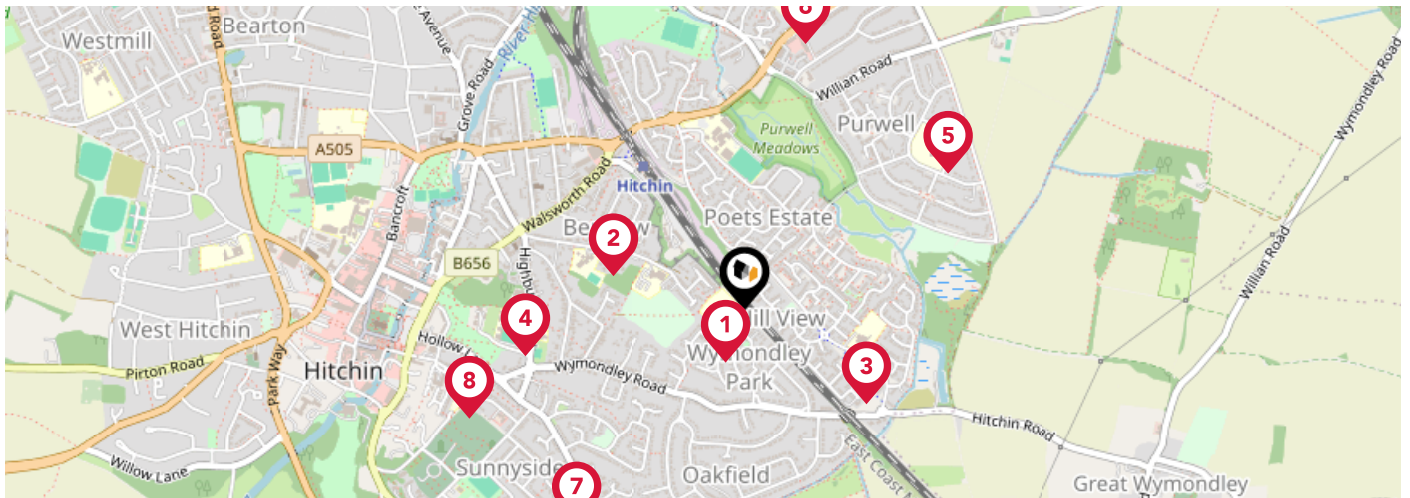 6
Bearton
Westmill
Willian Road
Grove Road
Wymondley Road
Purwell
5
Purwell
Meadows
A505
Hitchin
Walsworth Road
Bancroft
Poets Estate
2
B656
Willian Road
1
4
West Hitchin
Wymondley
Park
Pirton Road
Hitchin
Park Way
8
Wymondley Road
3
Hitchin Road
Willow Lane
Sunnyside
Oakfield
7
Great Wymondley